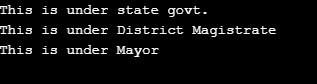 This is under state govt.
This is under District Magistrate
This is under Mayor